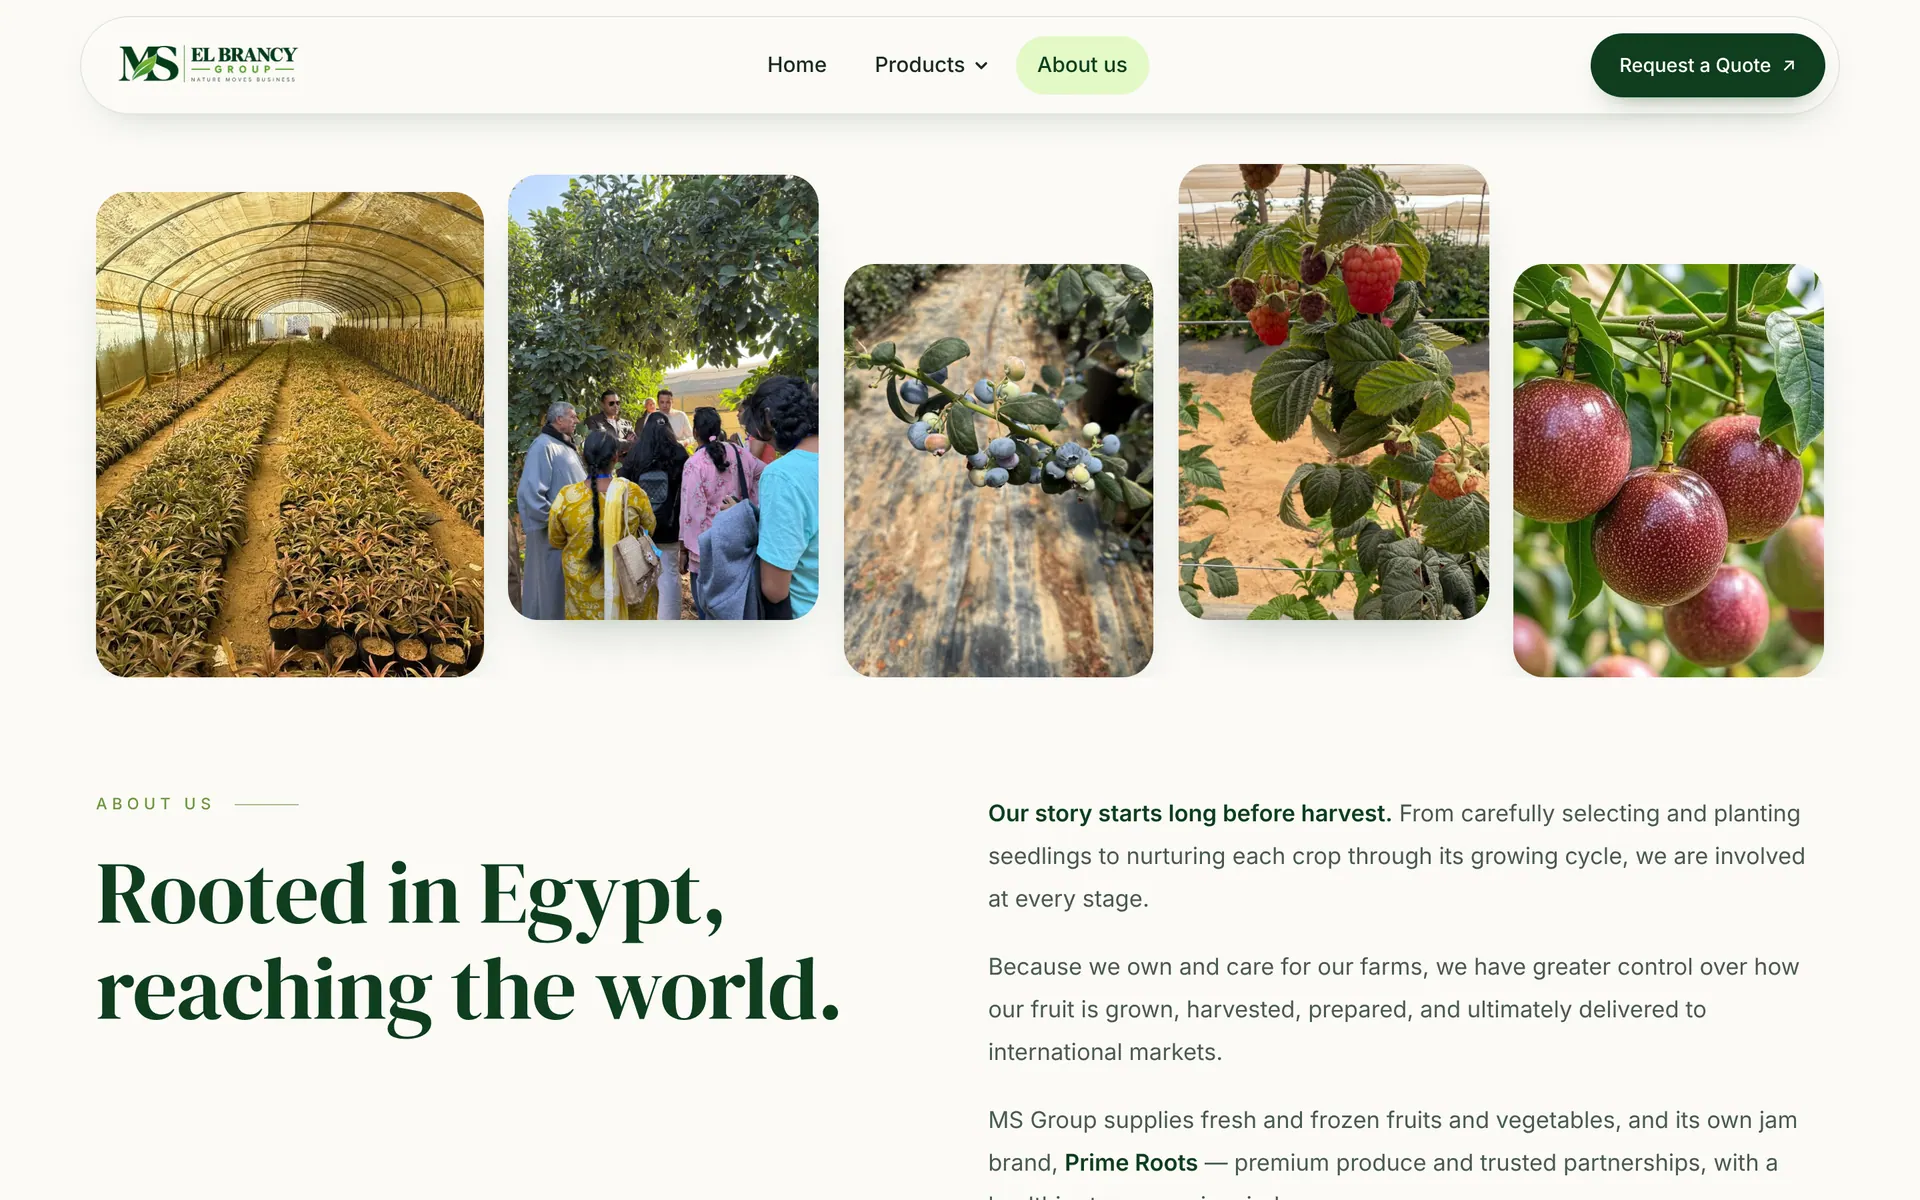 MS EL BRANCY
GROUP
NATURE MOVES BUSINESS
Home
Products
About us
Request a Quote
ABOUT US
Rooted in Egypt,
reaching the world.
Our story starts long before harvest. From carefully selecting and planting
seedlings to nurturing each crop through its growing cycle, we are involved
at every stage.
Because we own and care for our farms, we have greater control over how
our fruit is grown, harvested, prepared, and ultimately delivered to
international markets.
MS Group supplies fresh and frozen fruits and vegetables, and its own jam
brand, Prime Roots — premium produce and trusted partnerships, with a